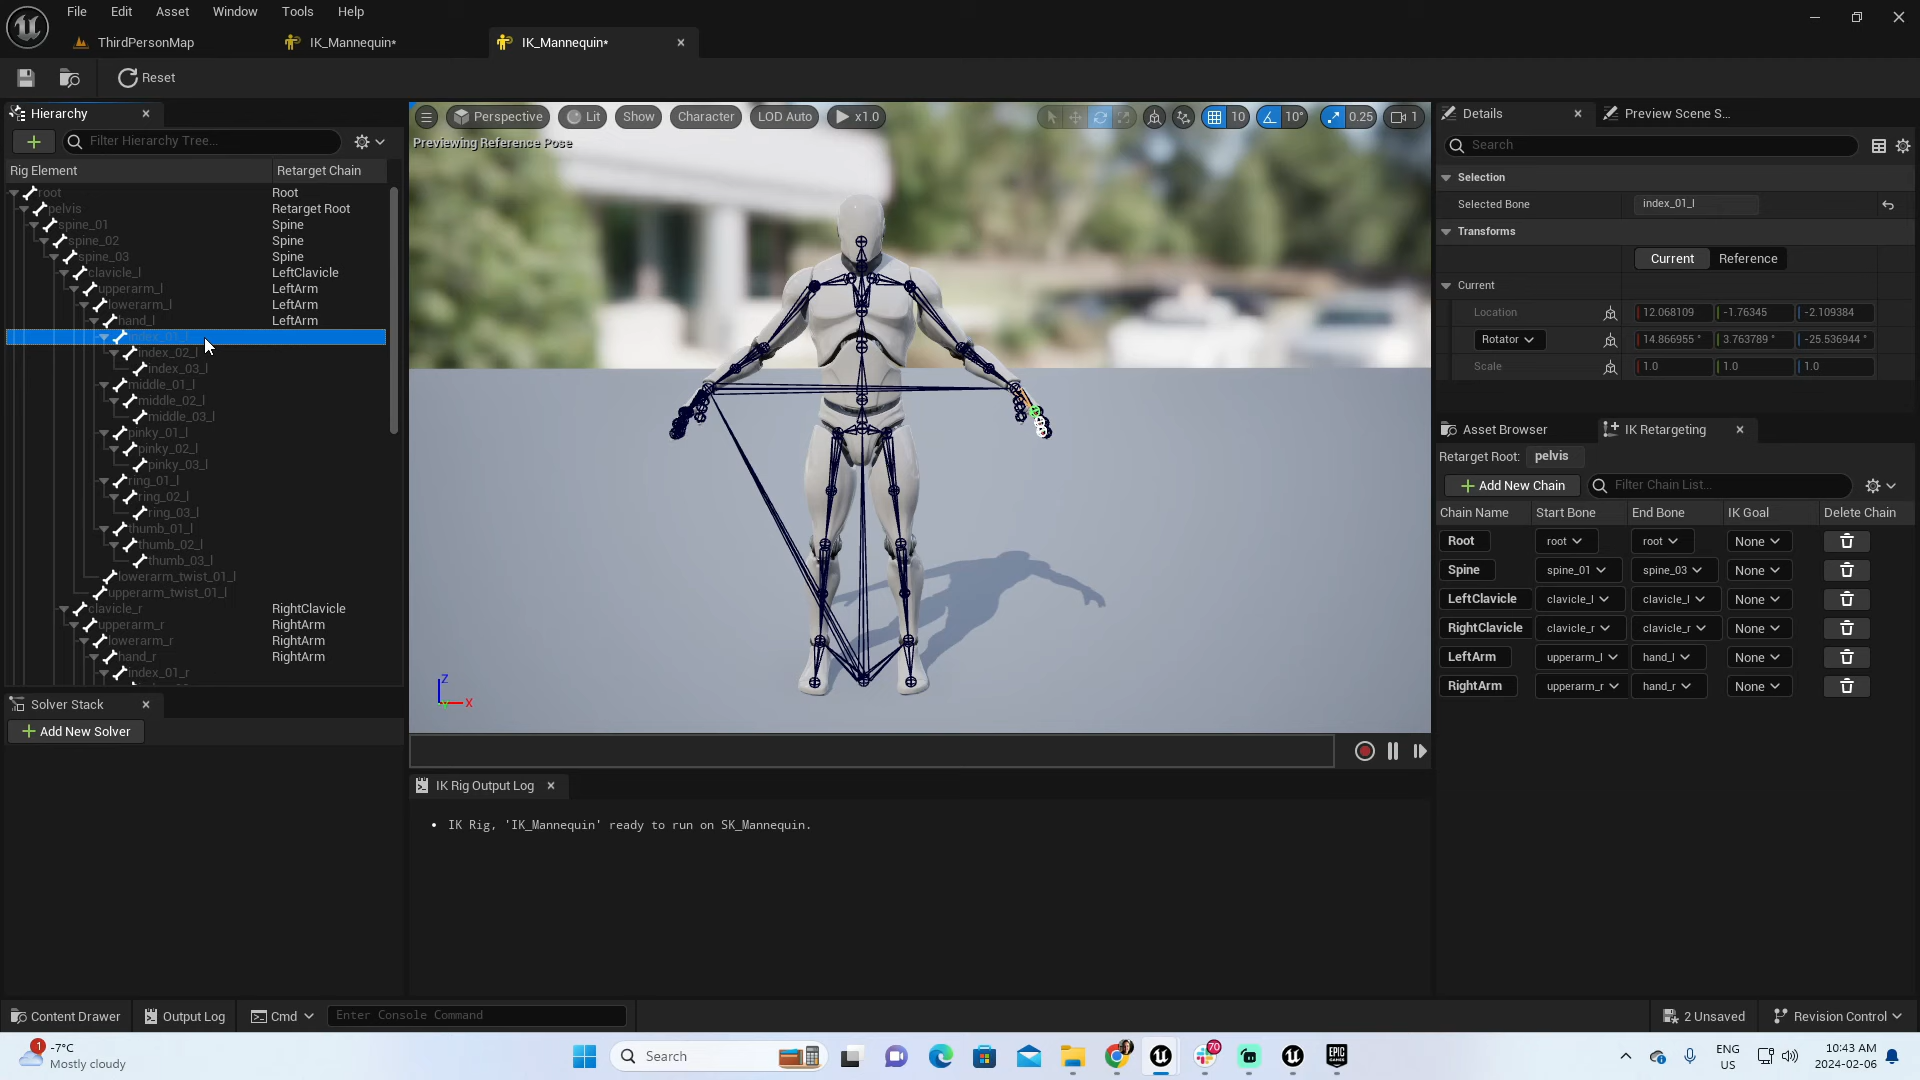 File Edit Asset Window Tools Help
ThirdPersonMap IK_Mannequin* IK_Mannequin*
Reset
Hierarchy
Filter Hierarchy Tree...
Rig Element Retarget Chain
root Root
pelvis Retarget Root
spine_01 Spine
spine_02 Spine
spine_03 Spine
clavicle_l LeftClavicle
upperarm_l LeftArm
lowerarm_l LeftArm
hand_l LeftArm
index_01_l
index_02_l
index_03_l
middle_01_l
middle_02_l
middle_03_l
pinky_01_l
pinky_02_l
pinky_03_l
ring_01_l
ring_02_l
ring_03_l
thumb_01_l
thumb_02_l
thumb_03_l
lowerarm_twist_01_l
upperarm_twist_01_l
clavicle_r RightClavicle
upperarm_r RightArm
lowerarm_r RightArm
hand_r RightArm
index_01_r
Solver Stack
Add New Solver
Perspective Lit Show Character LOD Auto x1.0 10 10° 0.25 1
Previewing Reference Pose
Z
X
IK Rig Output Log
• IK Rig, 'IK_Mannequin' ready to run on SK_Mannequin.
Details Preview Scene S...
Search
Selection
Selected Bone index_01_l
Transforms
Current Reference
Current
Location 12.068109 -1.76345 -2.109384
Rotator 14.866955 ° 3.763789 ° -25.536944 °
Scale 1.0 1.0 1.0
Asset Browser IK Retargeting
Retarget Root: pelvis
Add New Chain Filter Chain List...
Chain Name Start Bone End Bone IK Goal Delete Chain
Root root root None
Spine spine_01 spine_03 None
LeftClavicle clavicle_l clavicle_l None
RightClavicle clavicle_r clavicle_r None
LeftArm upperarm_l hand_l None
RightArm upperarm_r hand_r None
Content Drawer Output Log Cmd Enter Console Command 2 Unsaved Revision Control
1 -7°C
Mostly cloudy
Search
70
EPIC GAMES
ENG
US
10:43 AM
2024-02-06